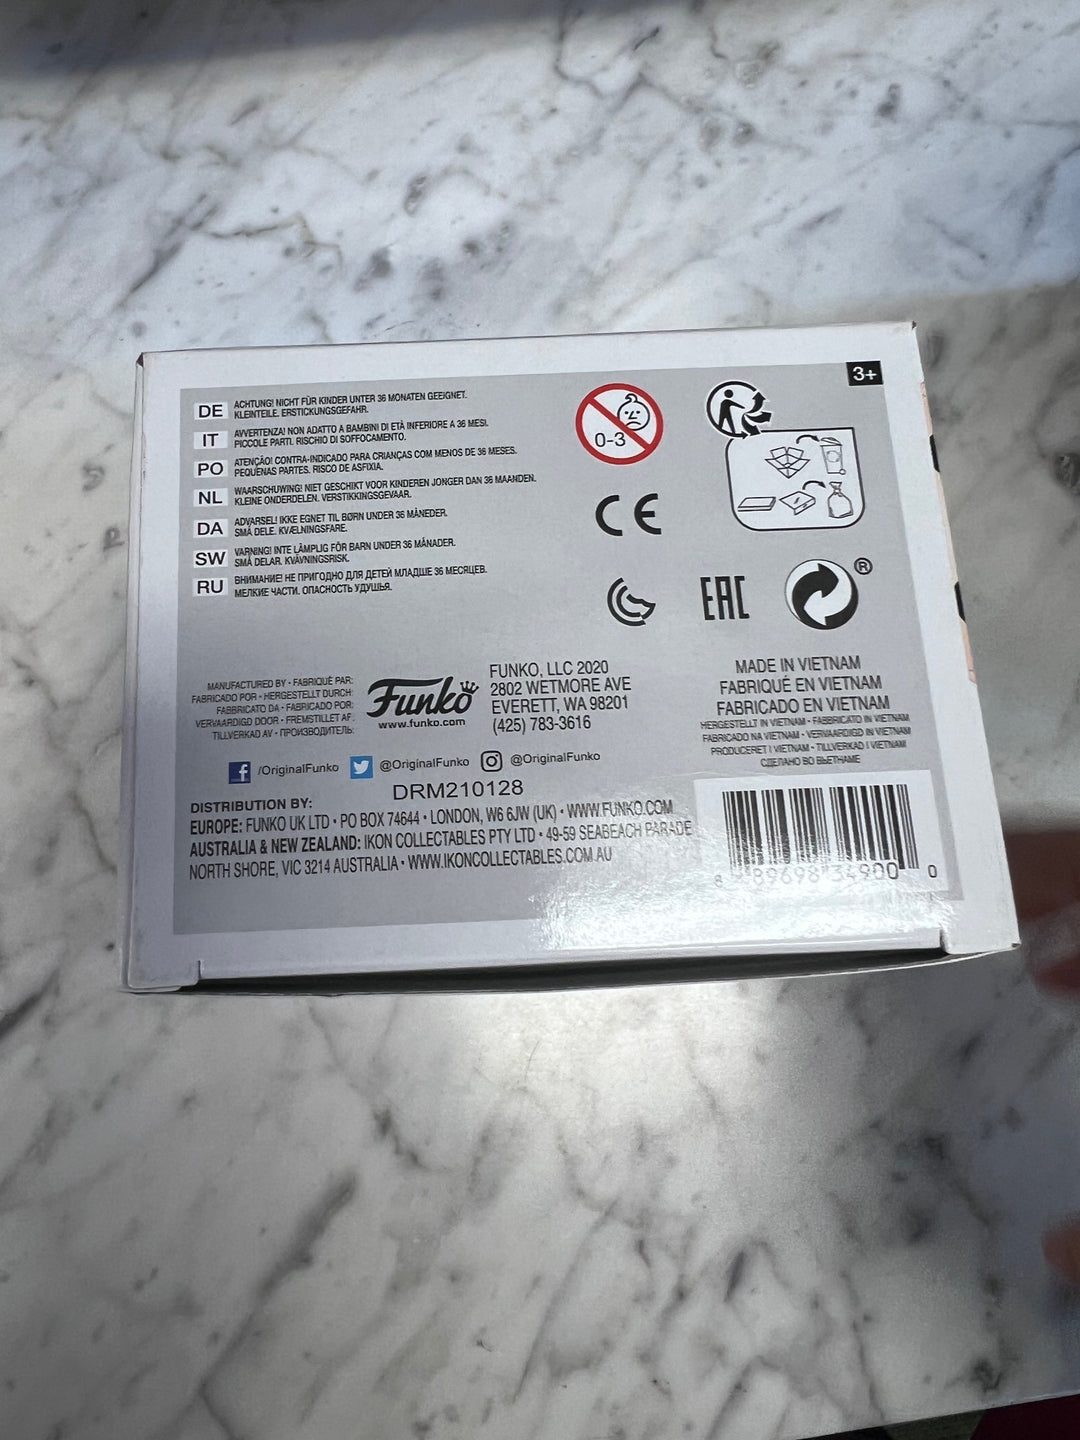 3+
DE ACHTUNG! NICHT FÜR KINDER UNTER 36 MONATEN GEEIGNET.
KLEINTEILE. ERSTICKUNGSGEFAHR.
IT AVVERTENZA! NON ADATTO A BAMBINI DI ETÀ INFERIORE A 36 MESI.
PICCOLE PARTI. RISCHIO DI SOFFOCAMENTO.
PO ATENÇÃO! CONTRA-INDICADO PARA CRIANÇAS COM MENOS DE 36 MESES.
PEQUENAS PARTES. RISCO DE ASFIXIA.
NL WAARSCHUWING! NIET GESCHIKT VOOR KINDEREN JONGER DAN 36 MAANDEN.
KLEINE ONDERDELEN. VERSTIKKINGSGEVAAR.
DA ADVARSEL! IKKE EGNET TIL BØRN UNDER 36 MÅNEDER.
SMÅ DELE. KVÆLNINGSFARE.
SW VARNING! INTE LÄMPLIG FÖR BARN UNDER 36 MÅNADER.
SMÅ DELAR. KVÄVNINGSRISK.
RU ВНИМАНИЕ! НЕ ПРИГОДНО ДЛЯ ДЕТЕЙ МЛАДШЕ 36 МЕСЯЦЕВ.
МЕЛКИЕ ЧАСТИ. ОПАСНОСТЬ УДУШЬЯ.
0-3
CE
EAC
®
MANUFACTURED BY • FABRIQUÉ PAR:
FABRICADO POR • HERGESTELLT DURCH:
FABBRICATO DA • FABRICADO POR:
VERVAARDIGD DOOR • FREMSTILLET AF:
TILLVERKAD AV • ПРОИЗВОДИТЕЛЬ:
Funko
www.funko.com
FUNKO, LLC 2020
2802 WETMORE AVE
EVERETT, WA 98201
(425) 783-3616
MADE IN VIETNAM
FABRIQUÉ EN VIETNAM
FABRICADO EN VIETNAM
HERGESTELLT IN VIETNAM • FABBRICATO IN VIETNAM
FABRICADO NA VIETNAM • VERVAARDIGD IN VIETNAM
PRODUCERET I VIETNAM • TILLVERKAD I VIETNAM
СДЕЛАНО ВО ВЬЕТНАМЕ
f /OriginalFunko @OriginalFunko @OriginalFunko
DRM210128
DISTRIBUTION BY:
EUROPE: FUNKO UK LTD • PO BOX 74644 • LONDON, W6 6JW (UK) • WWW.FUNKO.COM
AUSTRALIA & NEW ZEALAND: IKON COLLECTABLES PTY LTD • 49-59 SEABEACH PARADE
NORTH SHORE, VIC 3214 AUSTRALIA • WWW.IKONCOLLECTABLES.COM.AU
8 89698 34900 0